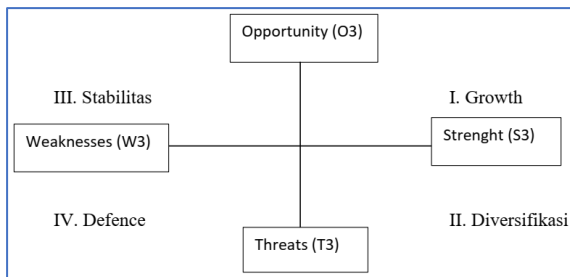 Opportunity (O3)
III. Stabilitas
I. Growth
Weaknesses (W3)
Strenght (S3)
IV. Defence
II. Diversifikasi
Threats (T3)